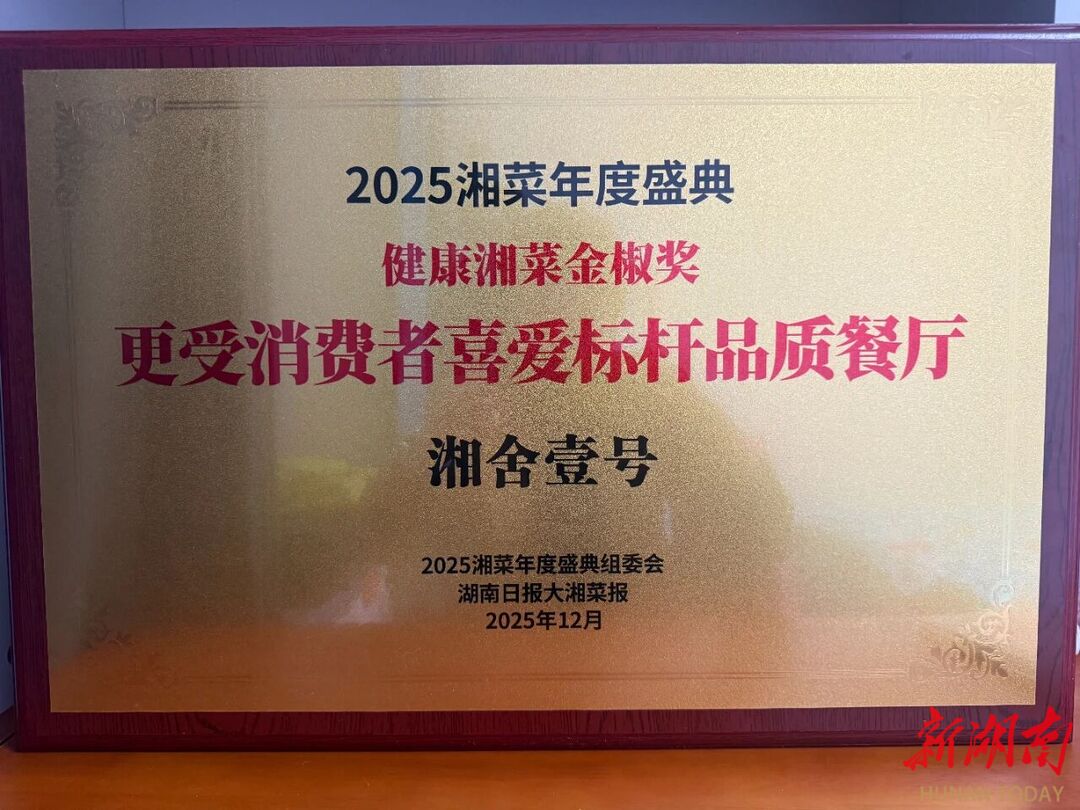 2025湘菜年度盛典
健康湘菜金椒奖
更受消费者喜爱标杆品质餐厅
湘舍壹号
2025湘菜年度盛典组委会
湖南日报大湘菜报
2025年12月
新湖南
HUNAN TODAY